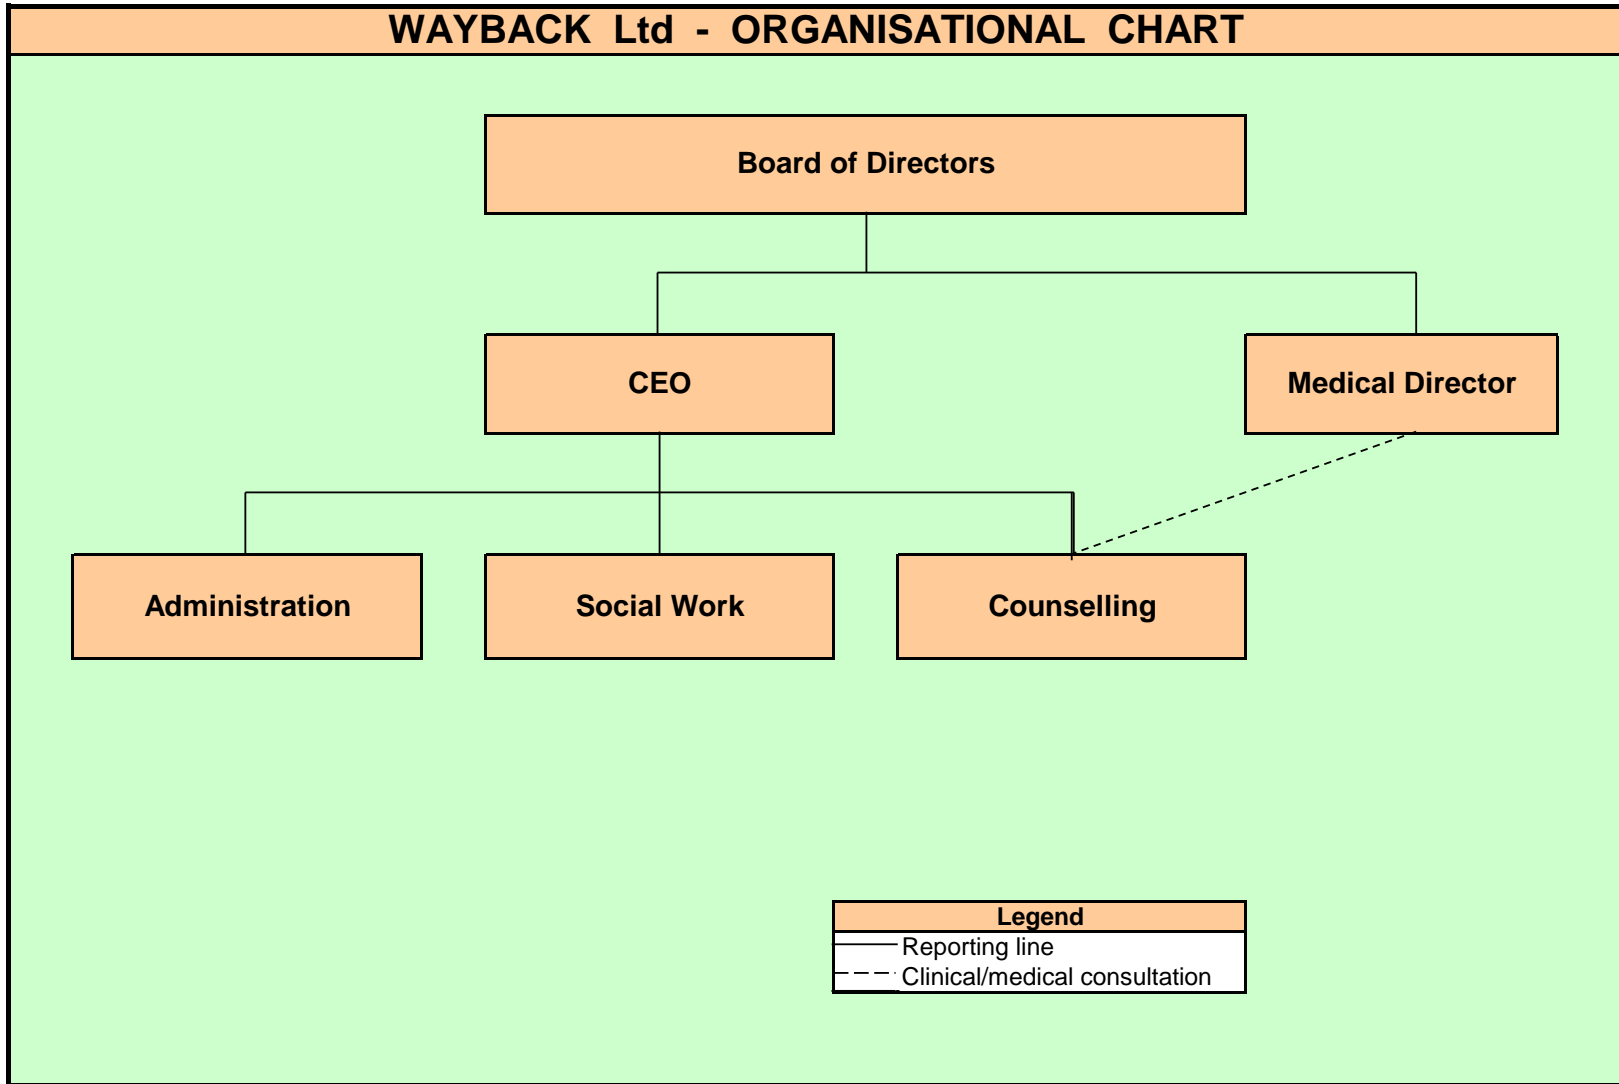 WAYBACK Ltd - ORGANISATIONAL CHART
Board of Directors
CEO
Medical Director
Administration
Social Work
Counselling
Legend
Reporting line
Clinical/medical consultation